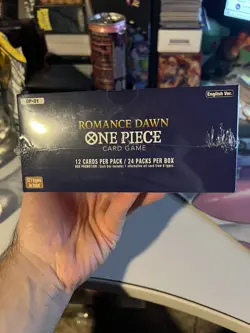 OP-01
English Ver.
ROMANCE DAWN
ONE PIECE
CARD GAME
12 CARDS PER PACK / 24 PACKS PER BOX